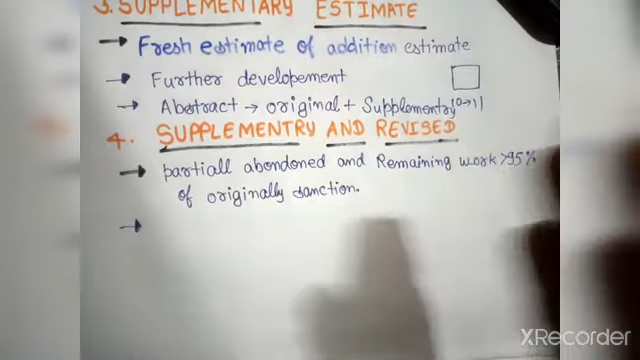 3. SUPPLEMENTARY ESTIMATE
→ Fresh estimate of addition estimate
→ Further developement
→ Abstract → original + Supplementry
4. SUPPLEMENTRY AND REVISED
→ partiall abondoned and Remaining work >95%
of originally sanction.
→
XRecorder